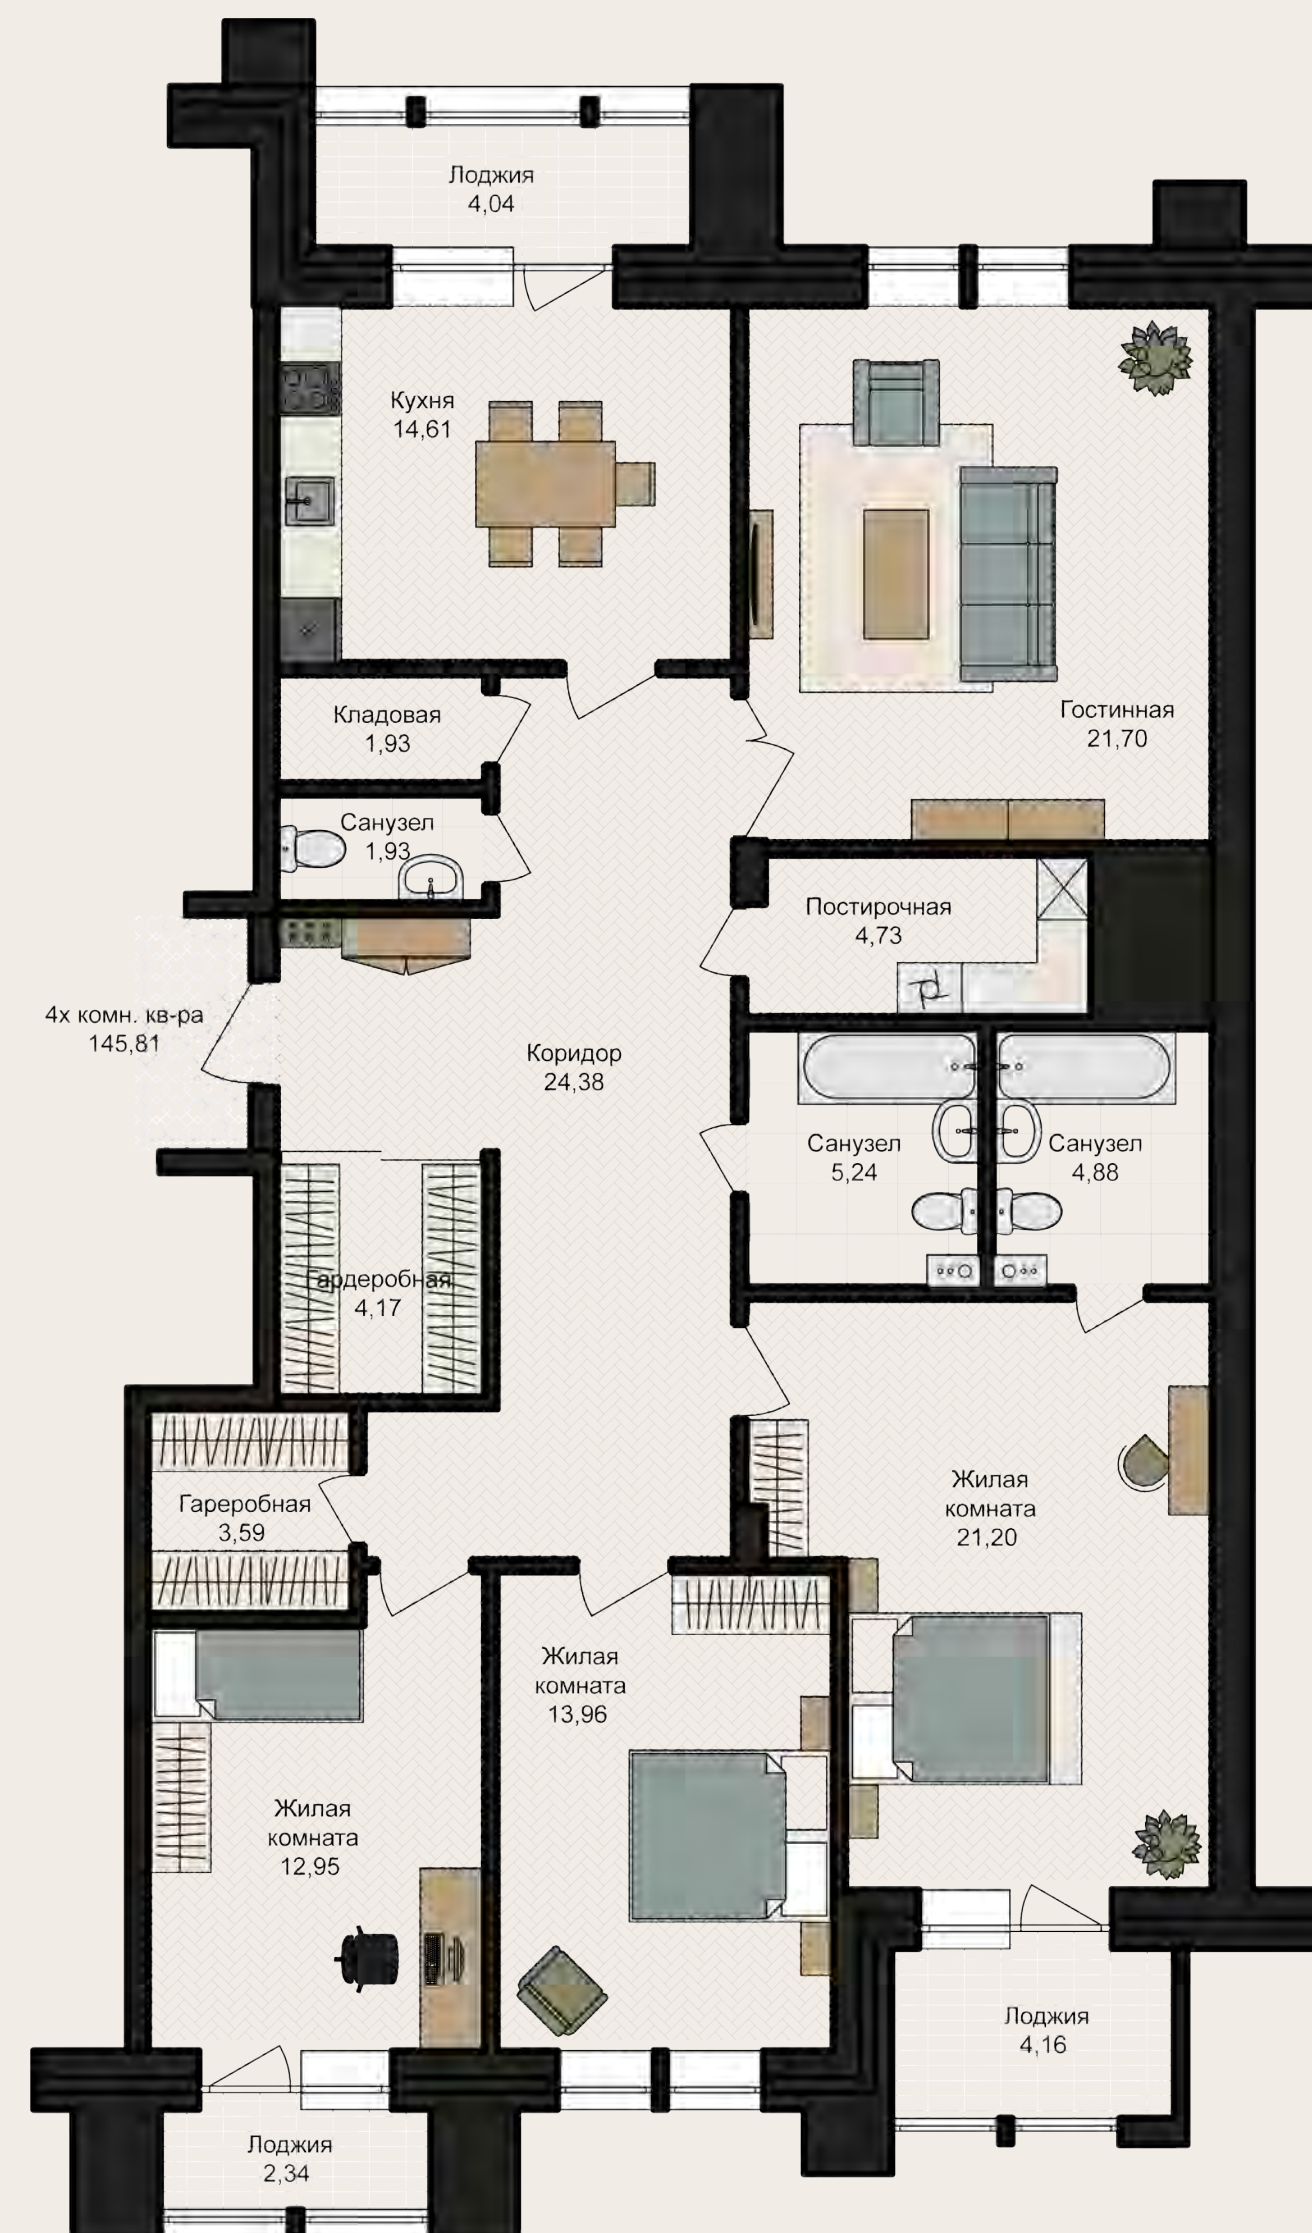 Лоджия
4,04
Кухня
14,61
Гостинная
21,70
Кладовая
1,93
Санузел
1,93
Постирочная
4,73
4х комн. кв-ра
145,81
Коридор
24,38
Санузел
5,24
Санузел
4,88
Гардеробная
4,17
Гареробная
3,59
Жилая
комната
21,20
Жилая
комната
13,96
Жилая
комната
12,95
Лоджия
4,16
Лоджия
2,34